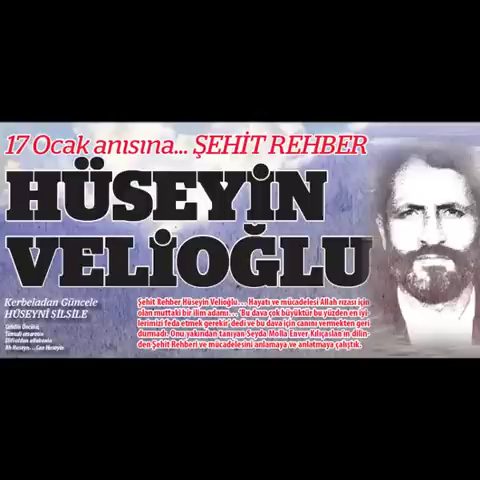 17 Ocak anısına... ŞEHİT REHBER
HÜSEYİN
VELİOĞLU
Kerbeladan Güncele
HÜSEYNİ SİLSİLE
Şehit Rehber Hüseyin Velioğlu... Hayatı ve mücadelesi Allah rızası için
olan muttaki bir ilim adamı... 'Bu dava çok büyüktür bu yüzden en iyi-
lerimizi feda etmek gerekir' dedi ve bu dava için canını vermekten geri
durmadı. Onu yakından tanıyan Seyda Molla Enver Kılıçaslan'ın dilin-
den Şehit Rehberi ve mücadelesini anlamaya ve anlatmaya çalıştık.